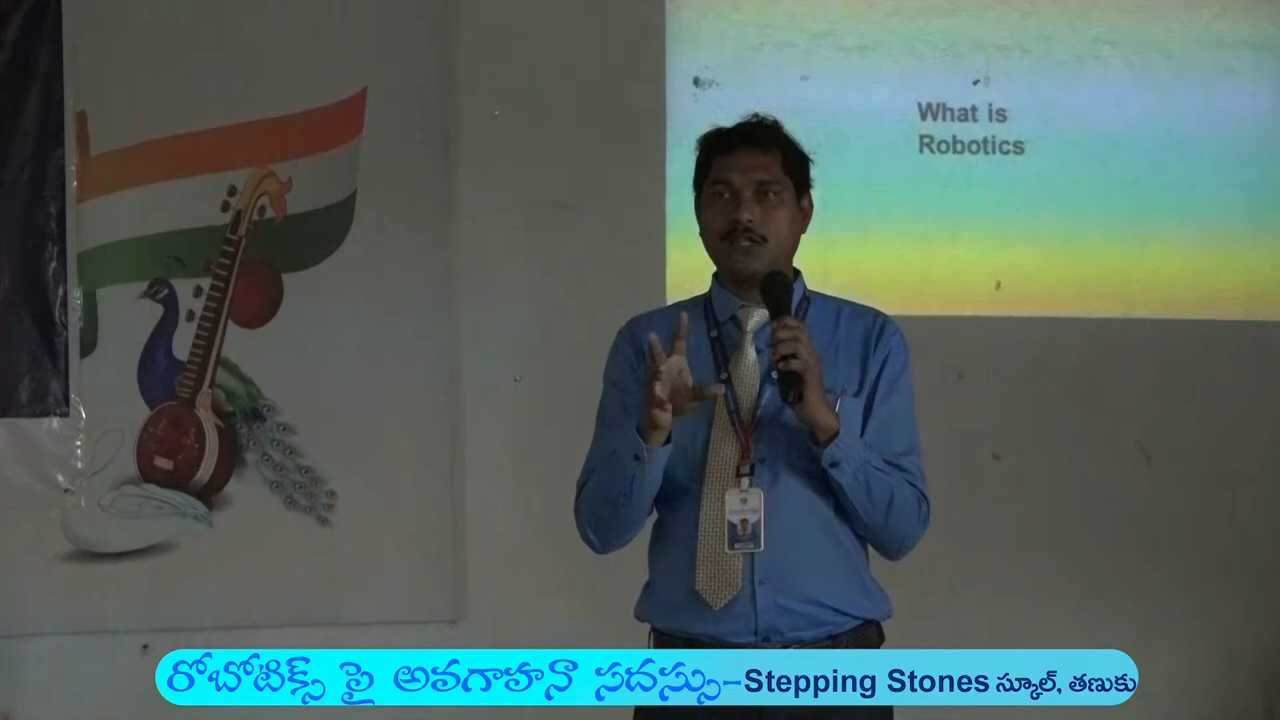 What is
Robotics
రోబోటిక్స్ పై అవగాహనా సదస్సు-Stepping Stones స్కూల్, తణుకు